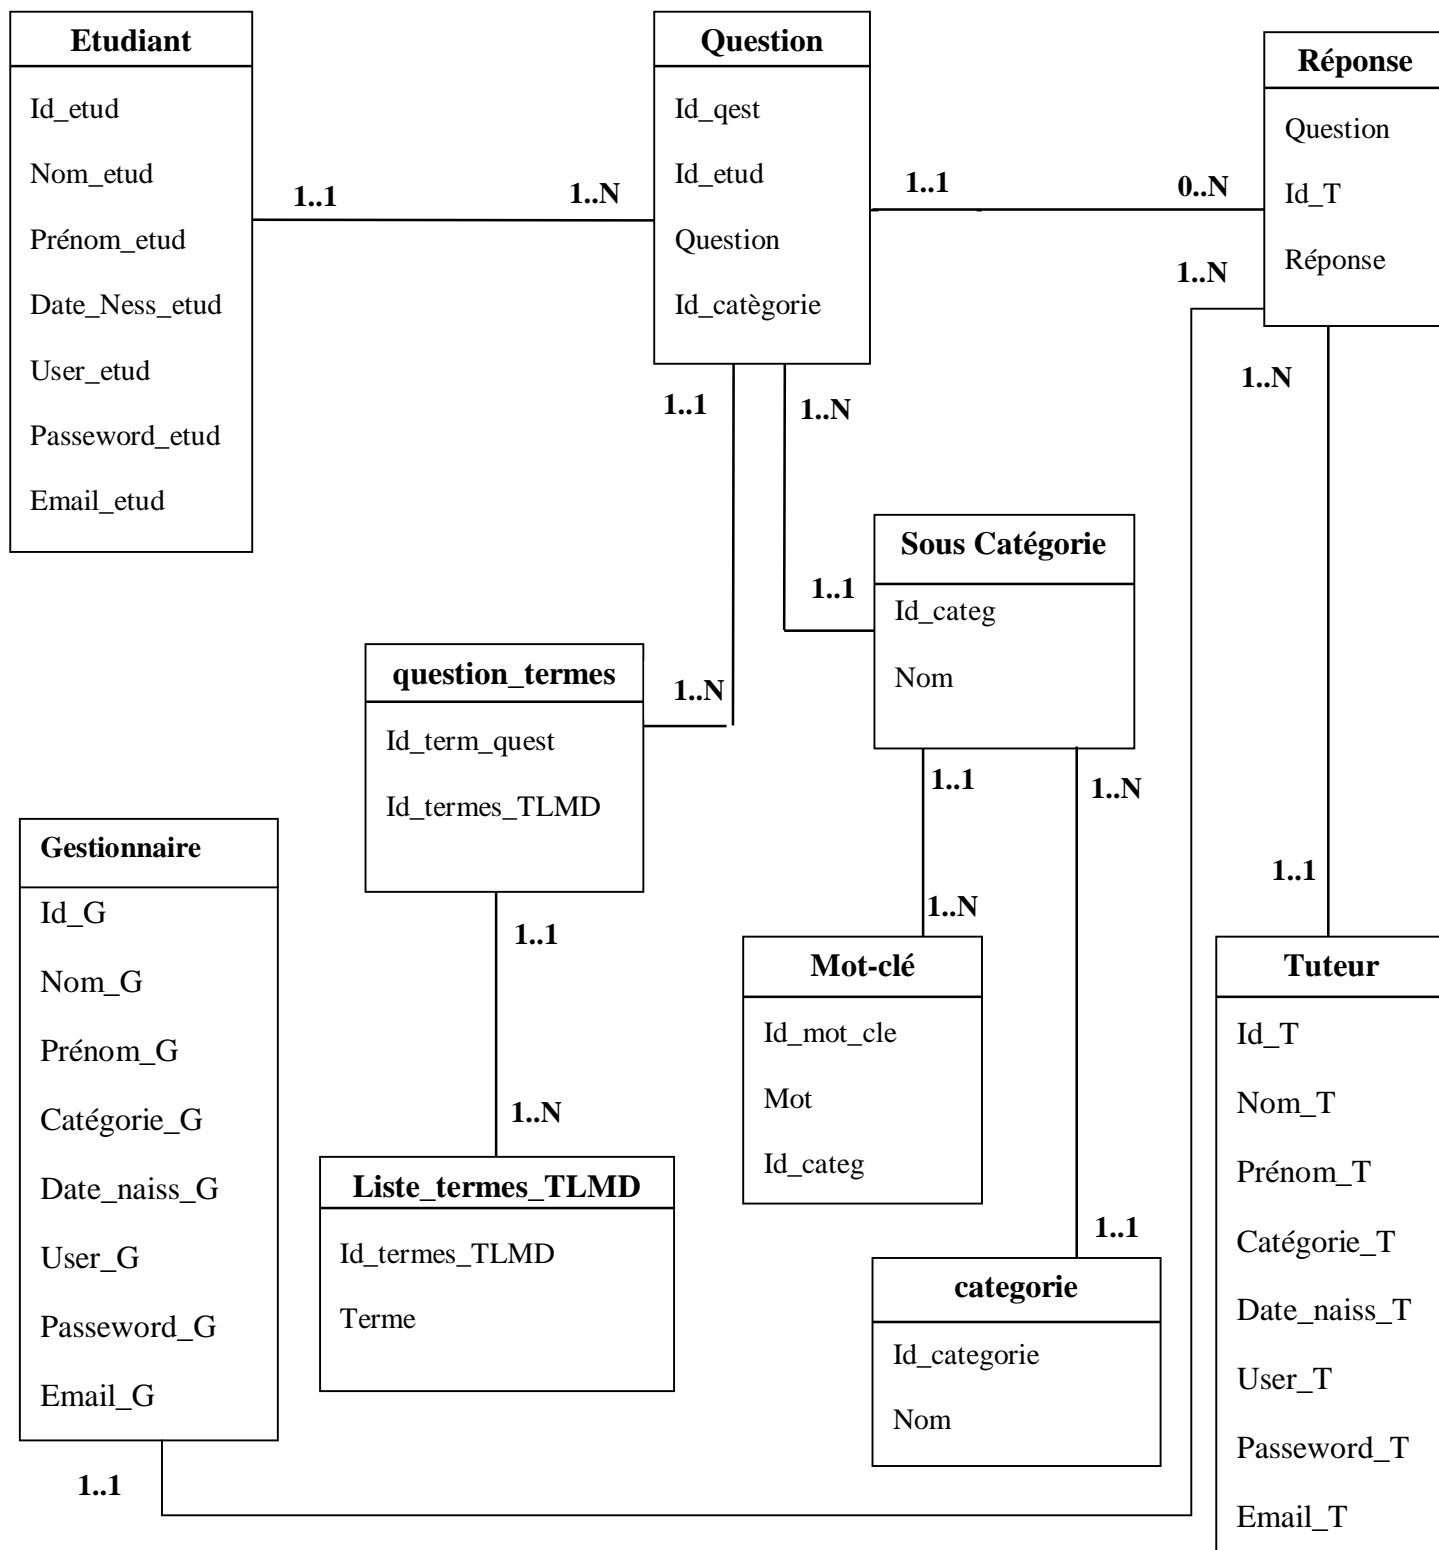 Etudiant
Id_etud
Nom_etud
Prénom_etud
Date_Ness_etud
User_etud
Passeword_etud
Email_etud
1..1
1..N
Question
Id_qest
Id_etud
Question
Id_catègorie
1..1
0..N
Réponse
Question
Id_T
Réponse
1..N
1..N
1..1
1..N
Sous Catégorie
Id_categ
Nom
1..1
question_termes
Id_term_quest
Id_termes_TLMD
1..N
1..1
1..N
Gestionnaire
Id_G
Nom_G
Prénom_G
Catégorie_G
Date_naiss_G
User_G
Passeword_G
Email_G
1..1
1..1
1..N
Liste_termes_TLMD
Id_termes_TLMD
Terme
1..N
Mot-clé
Id_mot_cle
Mot
Id_categ
1..1
categorie
Id_categorie
Nom
1..1
Tuteur
Id_T
Nom_T
Prénom_T
Catégorie_T
Date_naiss_T
User_T
Passeword_T
Email_T